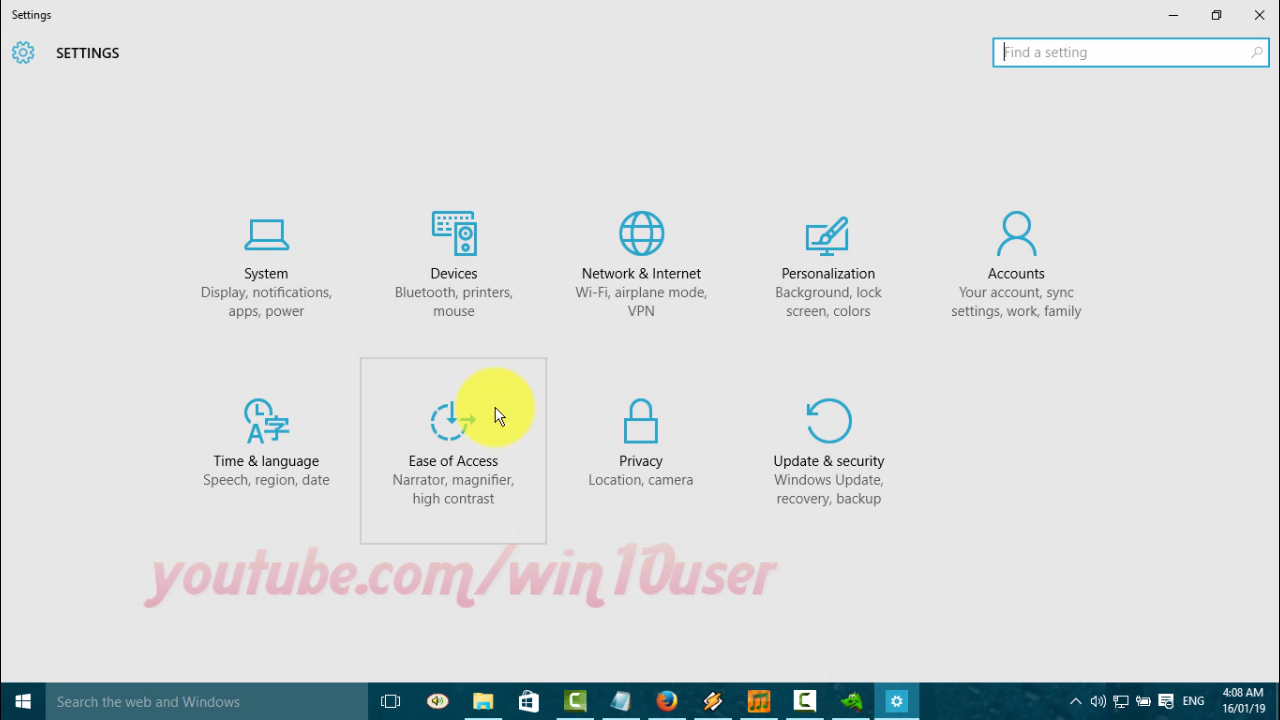 Settings
SETTINGS
Find a setting
System
Display, notifications,
apps, power
Devices
Bluetooth, printers,
mouse
Network & Internet
Wi-Fi, airplane mode,
VPN
Personalization
Background, lock
screen, colors
Accounts
Your account, sync
settings, work, family
Time & language
Speech, region, date
Ease of Access
Narrator, magnifier,
high contrast
Privacy
Location, camera
Update & security
Windows Update,
recovery, backup
youtube.com/win10user
Search the web and Windows
ENG
4:08 AM
16/01/19